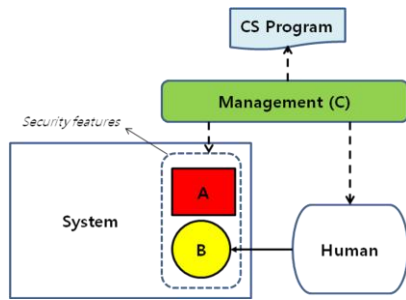 CS Program
Management (C)
Security features
A
System
B
Human